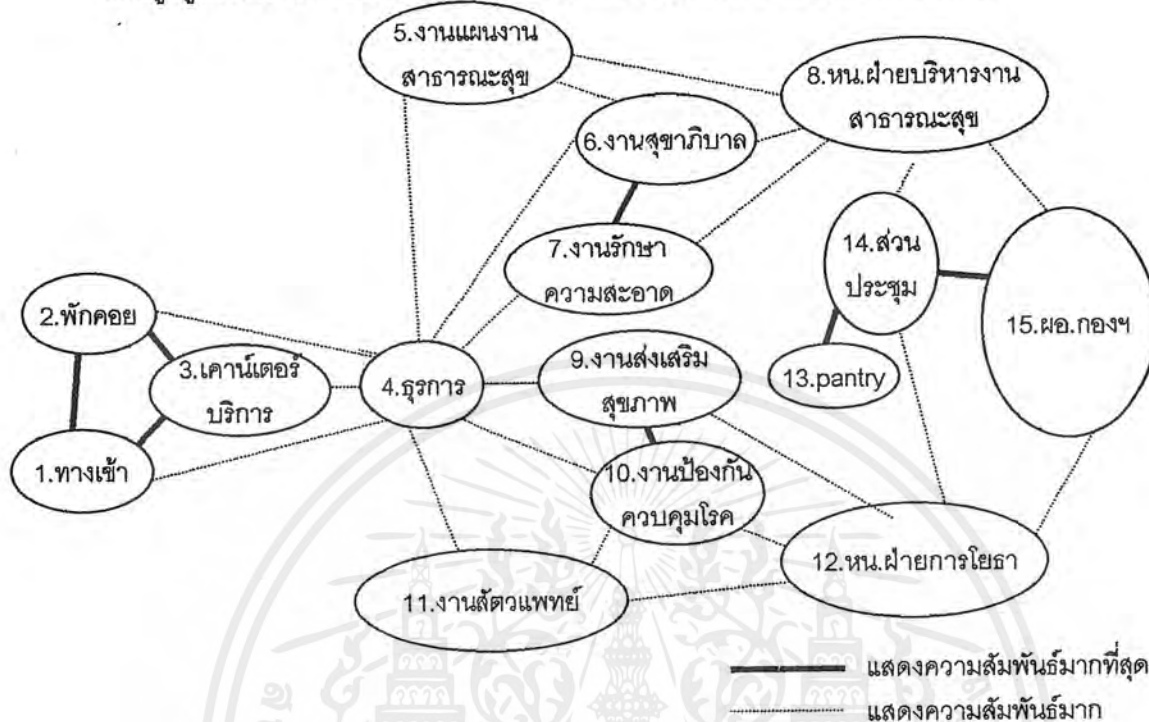 5.งานแผนงาน
สาธารณะสุข
8.หน.ฝ่ายบริหารงาน
สาธารณะสุข
6.งานสุขาภิบาล
7.งานรักษา
ความสะอาด
14.ส่วน
ประชุม
15.ผอ.กองฯ
2.พักคอย
3.เคาน์เตอร์
บริการ
4.ธุรการ
9.งานส่งเสริม
สุขภาพ
13.pantry
1.ทางเข้า
10.งานป้องกัน
ควบคุมโรค
12.หน.ฝ่ายการโยธา
11.งานสัตวแพทย์
แสดงความสัมพันธ์มากที่สุด
แสดงความสัมพันธ์มาก